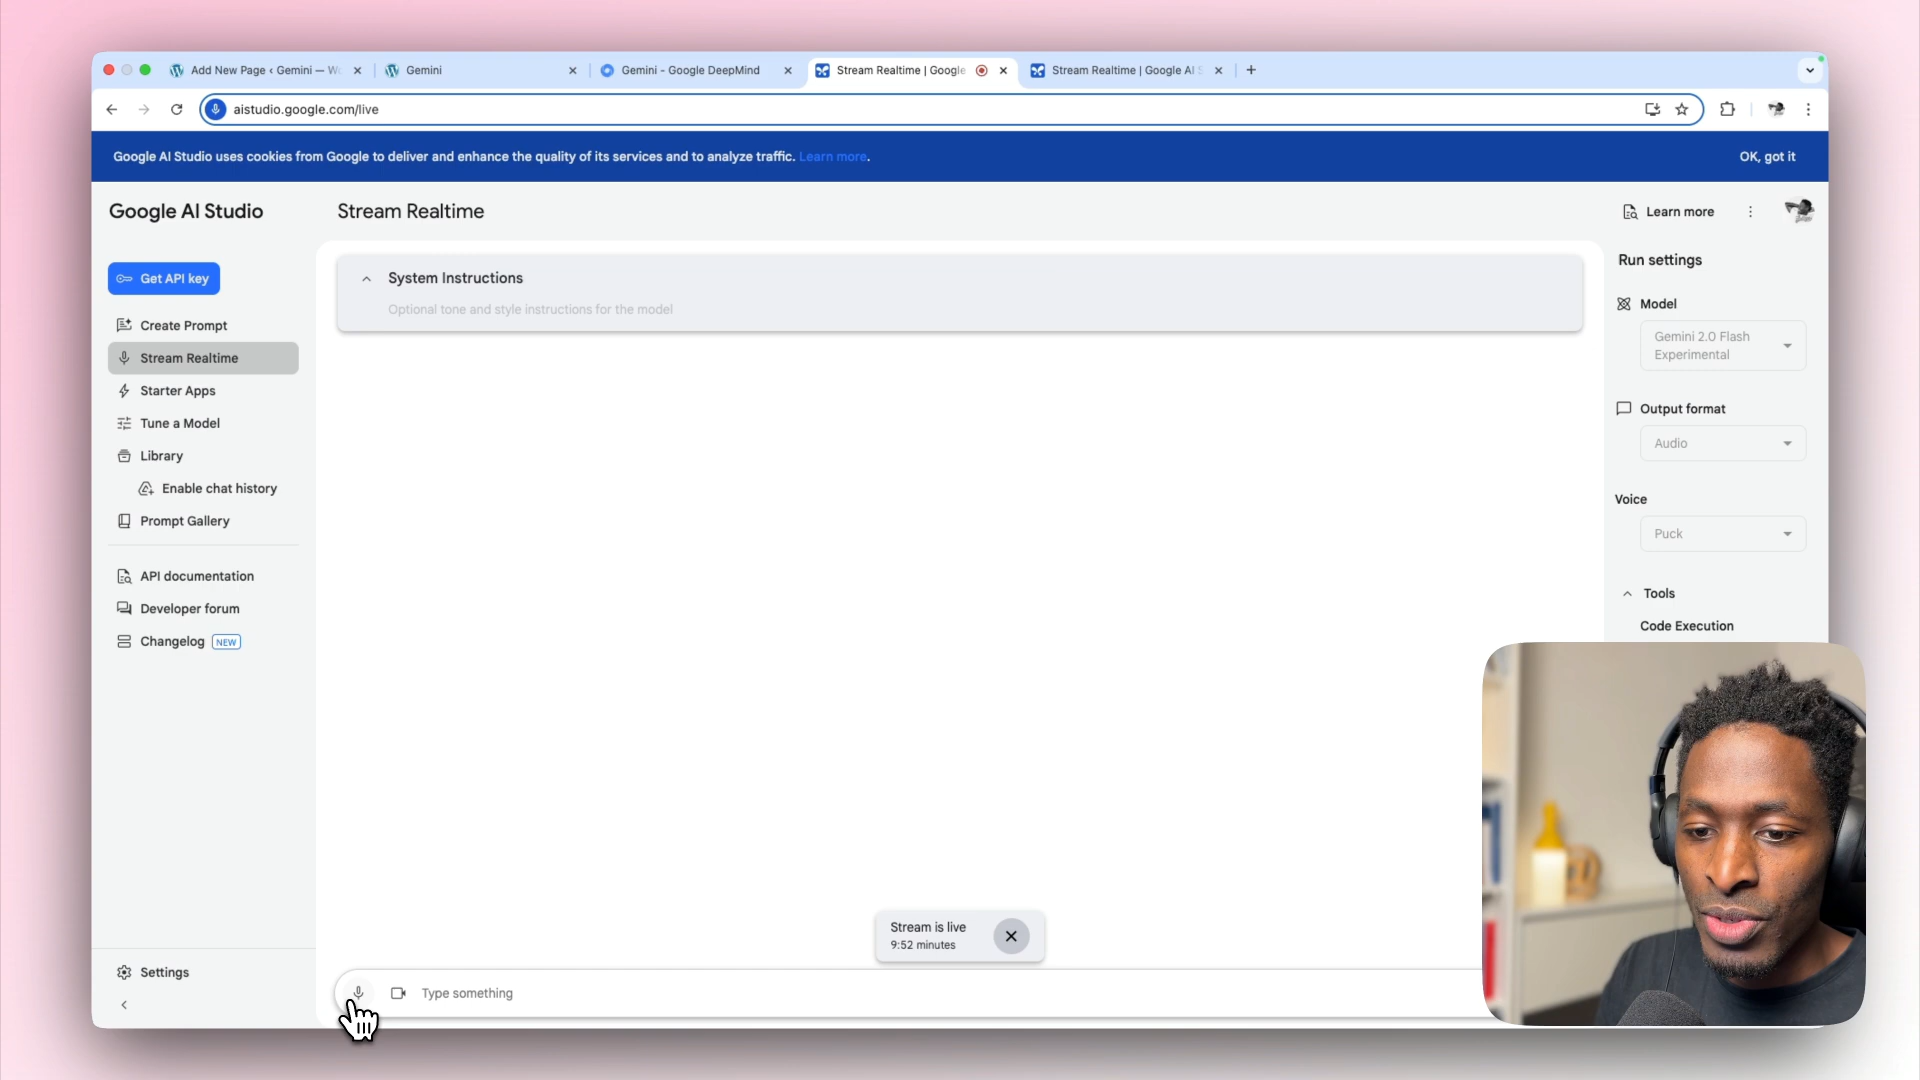 Add New Page ‹ Gemini — W
Gemini
Gemini - Google DeepMind
Stream Realtime | Google
Stream Realtime | Google AI S
aistudio.google.com/live
Google AI Studio uses cookies from Google to deliver and enhance the quality of its services and to analyze traffic. Learn more.
OK, got it
Google AI Studio
Stream Realtime
Learn more
Get API key
Create Prompt
Stream Realtime
Starter Apps
Tune a Model
Library
Enable chat history
Prompt Gallery
API documentation
Developer forum
Changelog NEW
Settings
System Instructions
Optional tone and style instructions for the model
Stream is live
9:52 minutes
Type something
Run settings
Model
Gemini 2.0 Flash
Experimental
Output format
Audio
Voice
Puck
Tools
Code Execution